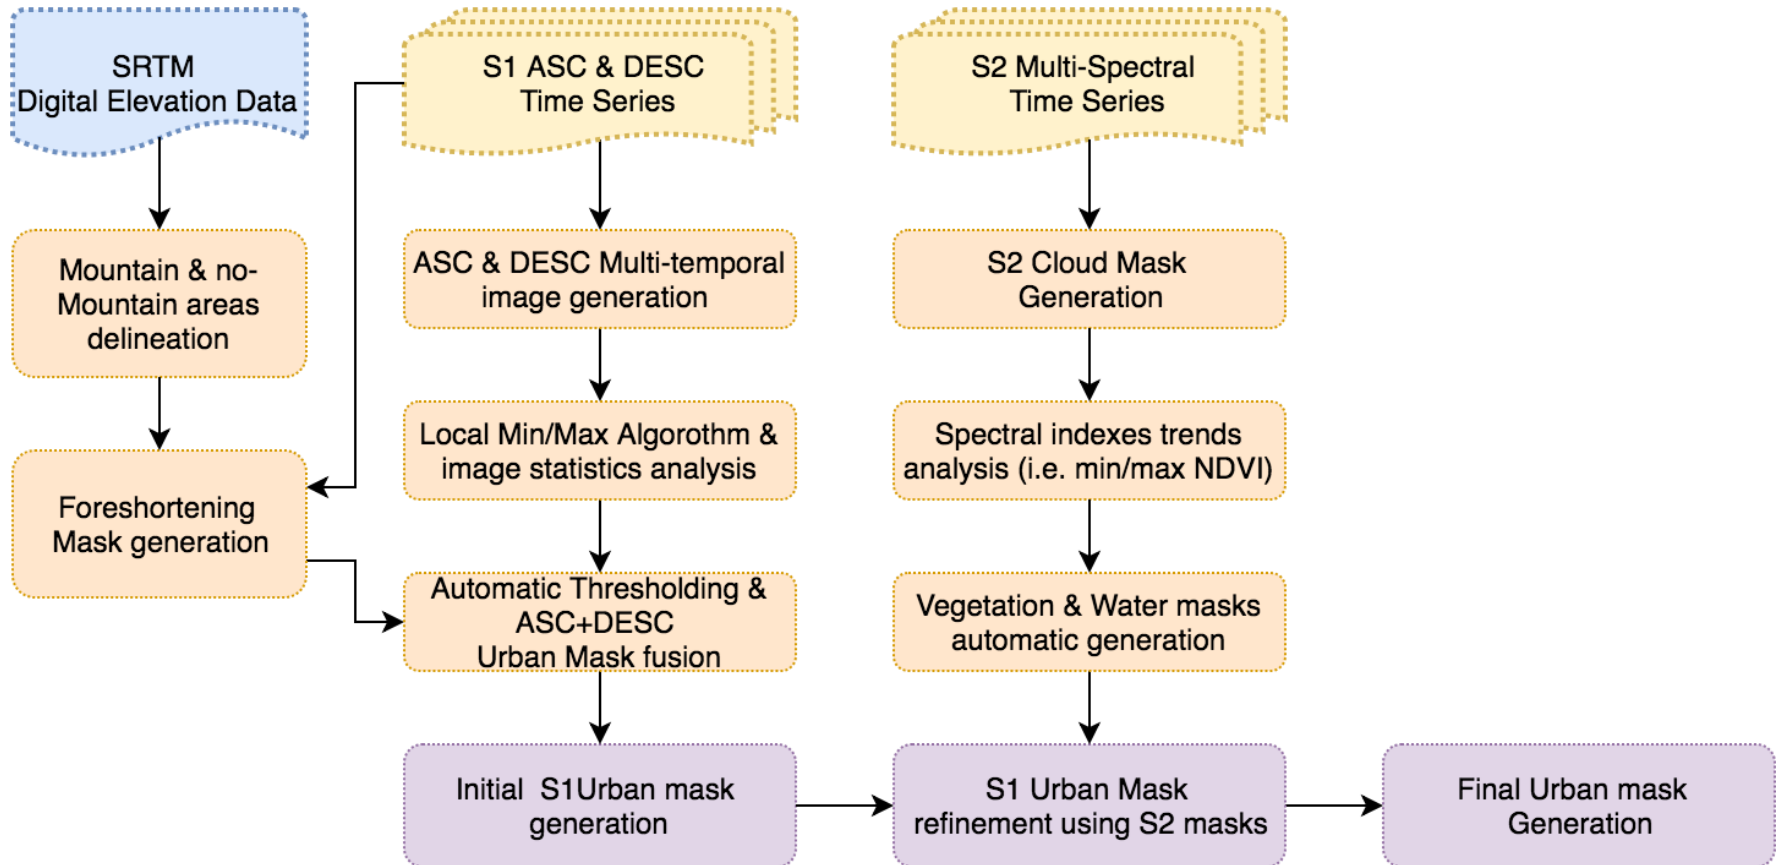 SRTM
Digital Elevation Data
S1 ASC & DESC
Time Series
S2 Multi-Spectral
Time Series
Mountain & no-
Mountain areas
delineation
ASC & DESC Multi-temporal
image generation
S2 Cloud Mask
Generation
Local Min/Max Algorothm &
image statistics analysis
Spectral indexes trends
analysis (i.e. min/max NDVI)
Foreshortening
Mask generation
Automatic Thresholding &
ASC+DESC
Urban Mask fusion
Vegetation & Water masks
automatic generation
Initial  S1Urban mask
generation
S1 Urban Mask
refinement using S2 masks
Final Urban mask
Generation